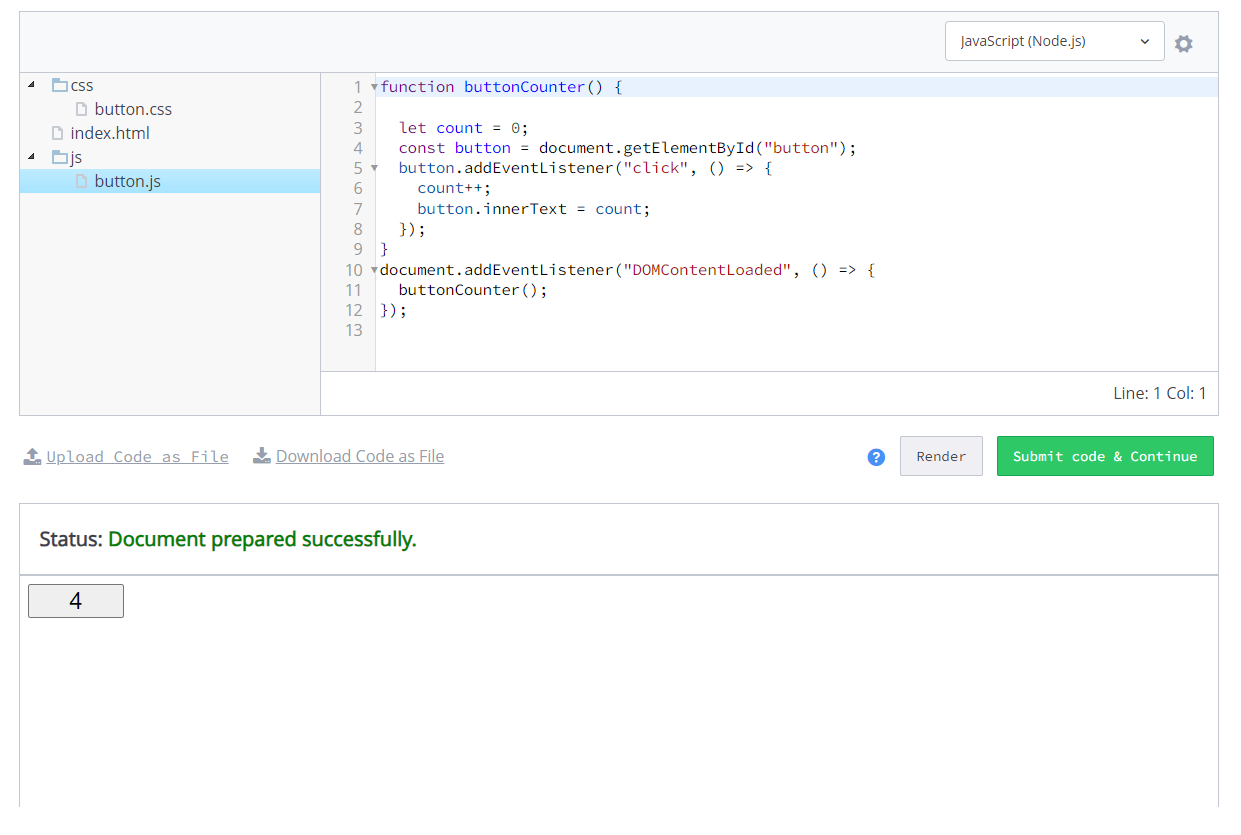 JavaScript (Node.js)
css
button.css
index.html
js
button.js
1 function buttonCounter() {
2
3 let count = 0;
4 const button = document.getElementById("button");
5 button.addEventListener("click", () => {
6 count++;
7 button.innerText = count;
8 });
9 }
10 document.addEventListener("DOMContentLoaded", () => {
11 buttonCounter();
12 });
13
Line: 1 Col: 1
Upload Code as File Download Code as File ? Render Submit code & Continue
Status: Document prepared successfully.
4